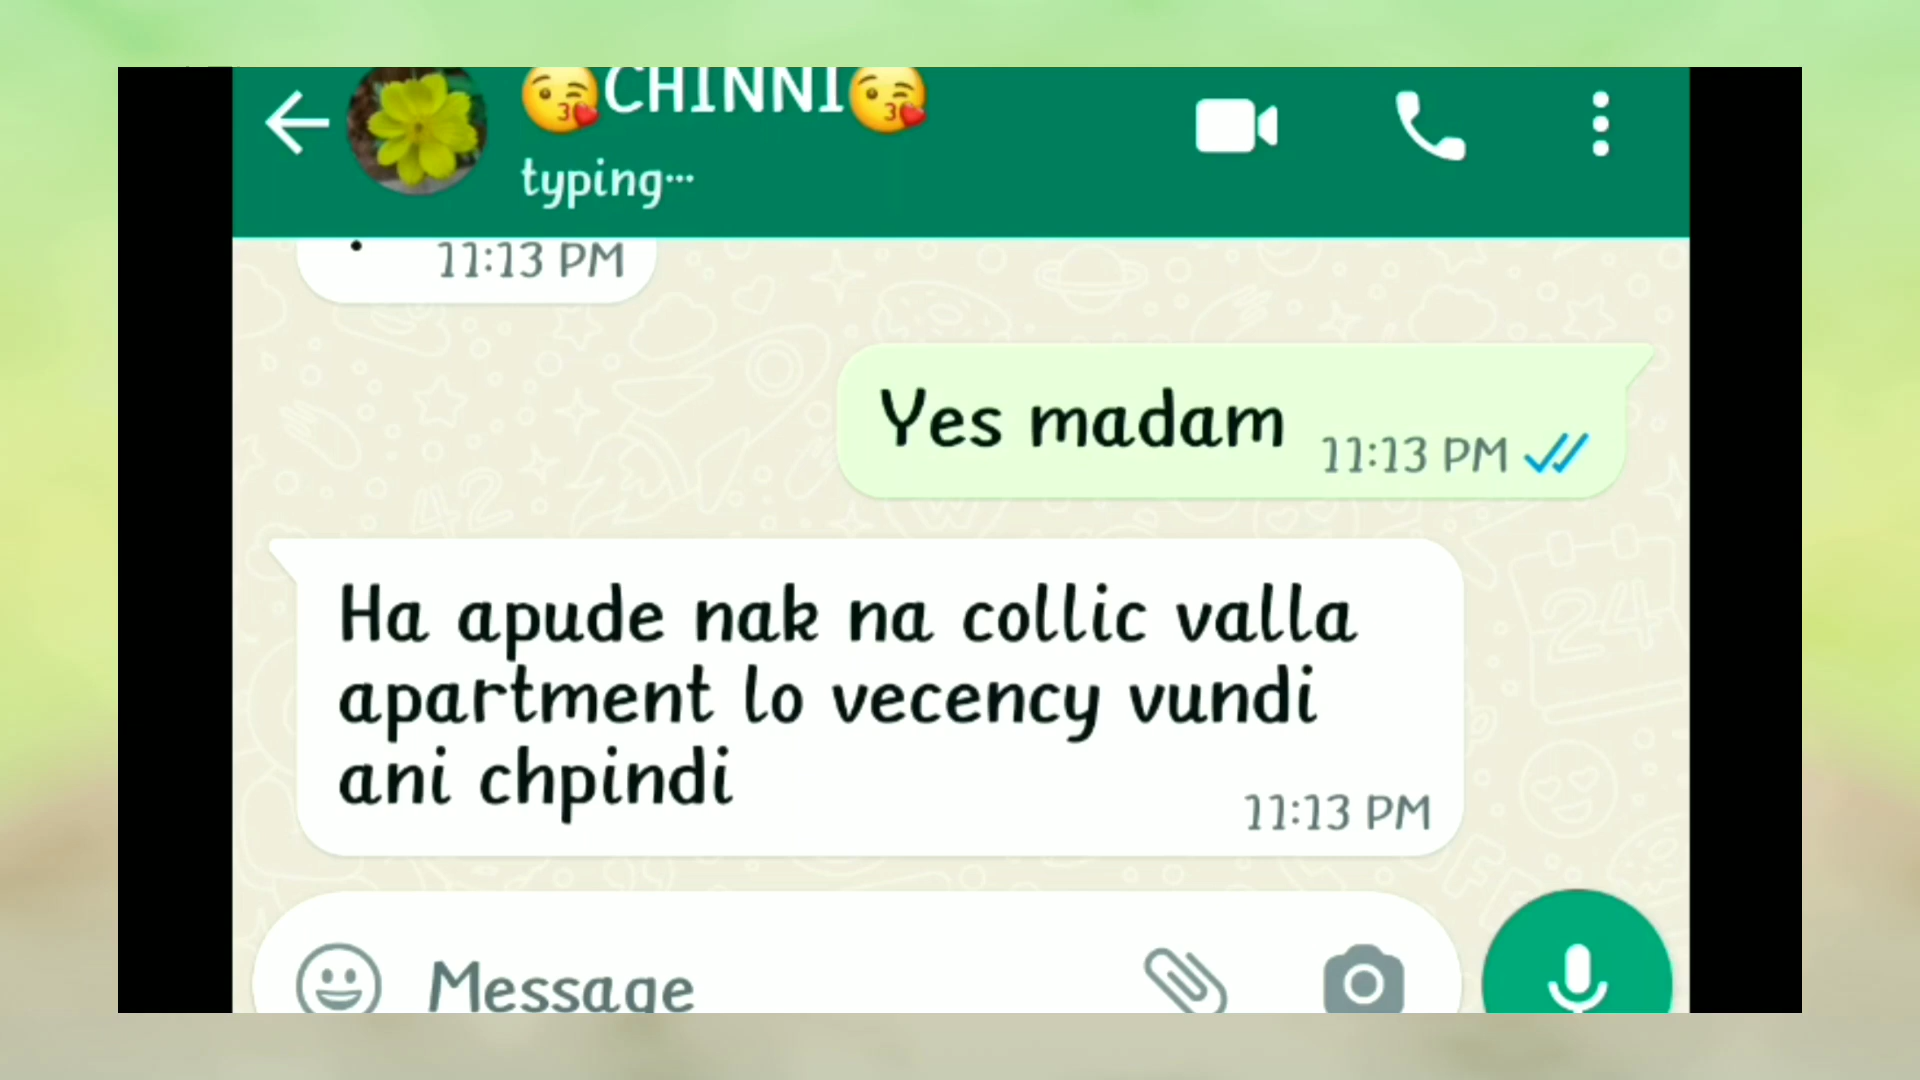 😘CHINNI😘
typing...
11:13 PM
Yes madam
11:13 PM
Ha apude nak na collic valla
apartment lo vecency vundi
ani chpindi
11:13 PM
Message